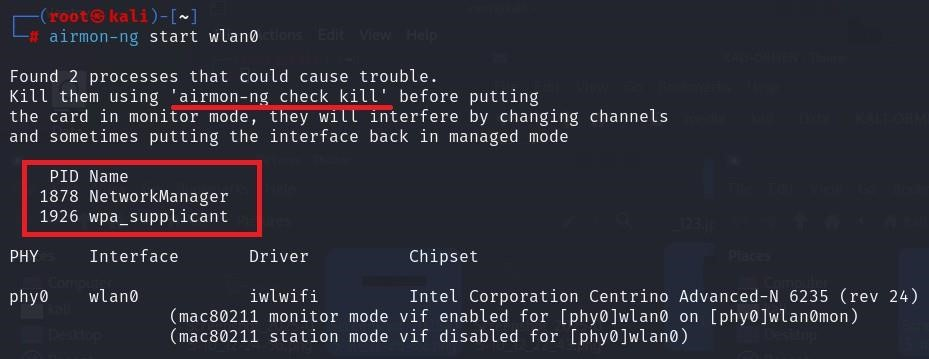 ┌──(root㉿kali)-[~]
└─# airmon-ng start wlan0
Found 2 processes that could cause trouble.
Kill them using 'airmon-ng check kill' before putting
the card in monitor mode, they will interfere by changing channels
and sometimes putting the interface back in managed mode
PID Name
1878 NetworkManager
1926 wpa_supplicant
PHY Interface Driver Chipset
phy0 wlan0 iwlwifi Intel Corporation Centrino Advanced-N 6235 (rev 24)
(mac80211 monitor mode vif enabled for [phy0]wlan0 on [phy0]wlan0mon)
(mac80211 station mode vif disabled for [phy0]wlan0)